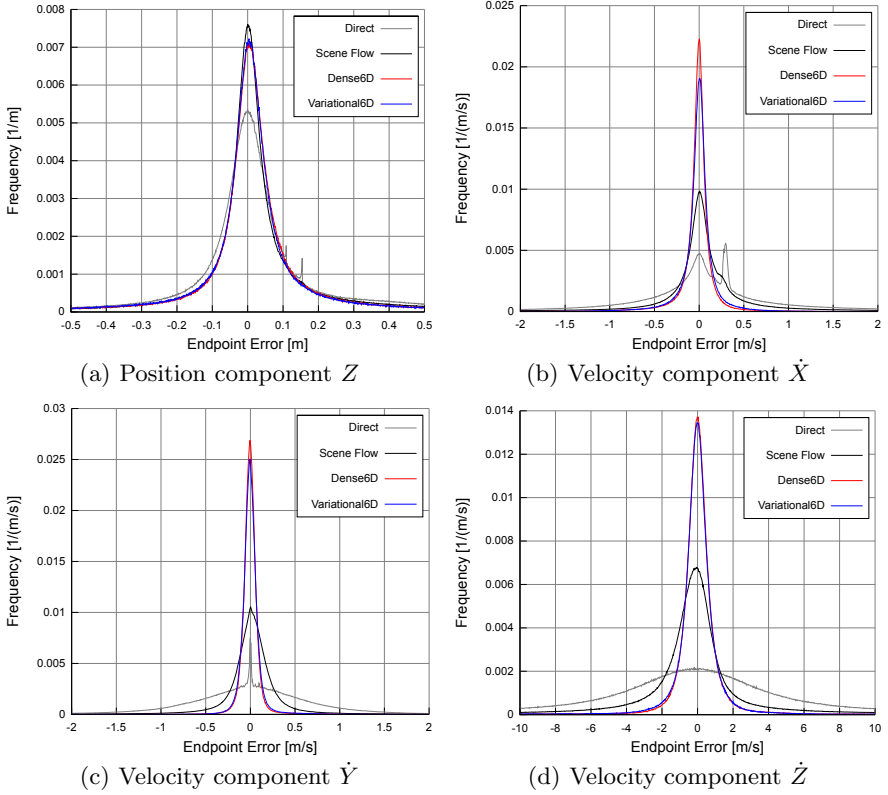 0.008
0.007
0.006
0.005
0.004
0.003
0.002
0.001
0
Frequency [1/m]
Direct
Scene Flow
Dense6D
Variational6D
-0.5 -0.4 -0.3 -0.2 -0.1 0 0.1 0.2 0.3 0.4 0.5
Endpoint Error [m]
(a) Position component Z
0.025
0.02
0.015
0.01
0.005
0
Frequency [1/(m/s)]
Direct
Scene Flow
Dense6D
Variational6D
-2 -1.5 -1 -0.5 0 0.5 1 1.5 2
Endpoint Error [m/s]
(b) Velocity component Ẋ
0.03
0.025
0.02
0.015
0.01
0.005
0
Frequency [1/(m/s)]
Direct
Scene Flow
Dense6D
Variational6D
-2 -1.5 -1 -0.5 0 0.5 1 1.5 2
Endpoint Error [m/s]
(c) Velocity component Ẏ
0.014
0.012
0.01
0.008
0.006
0.004
0.002
0
Frequency [1/(m/s)]
Direct
Scene Flow
Dense6D
Variational6D
-10 -8 -6 -4 -2 0 2 4 6 8 10
Endpoint Error [m/s]
(d) Velocity component Ż